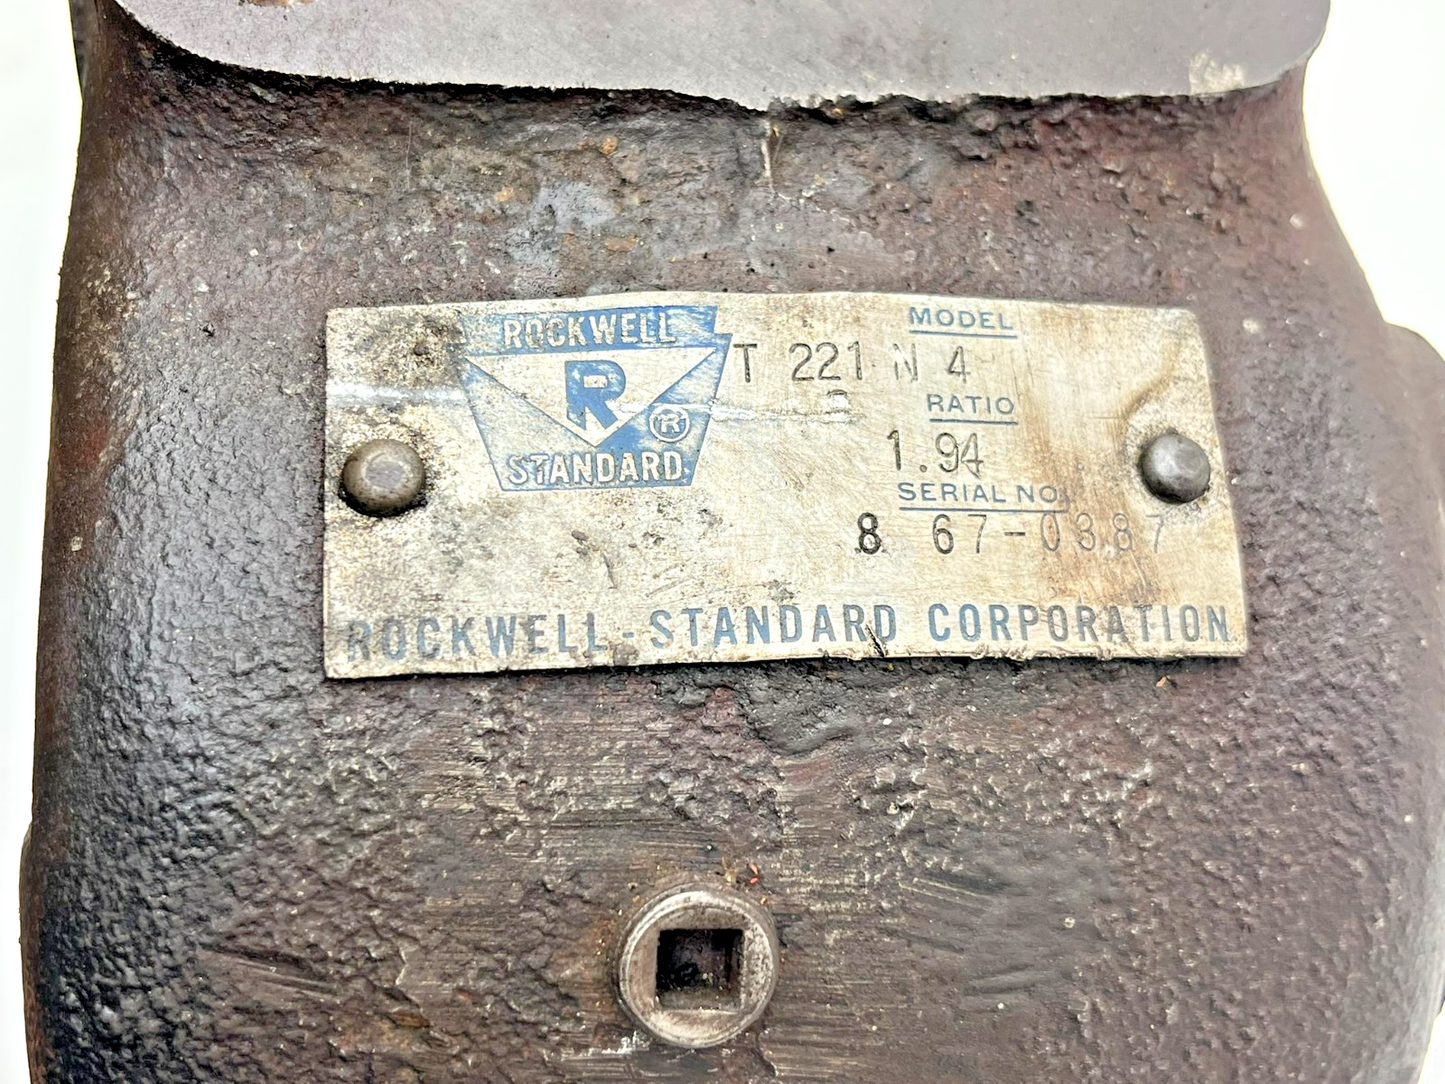 ROCKWELL
R ®
STANDARD
MODEL
T 221 N 4
RATIO
1.94
SERIAL NO.
8 67-0387
ROCKWELL-STANDARD CORPORATION